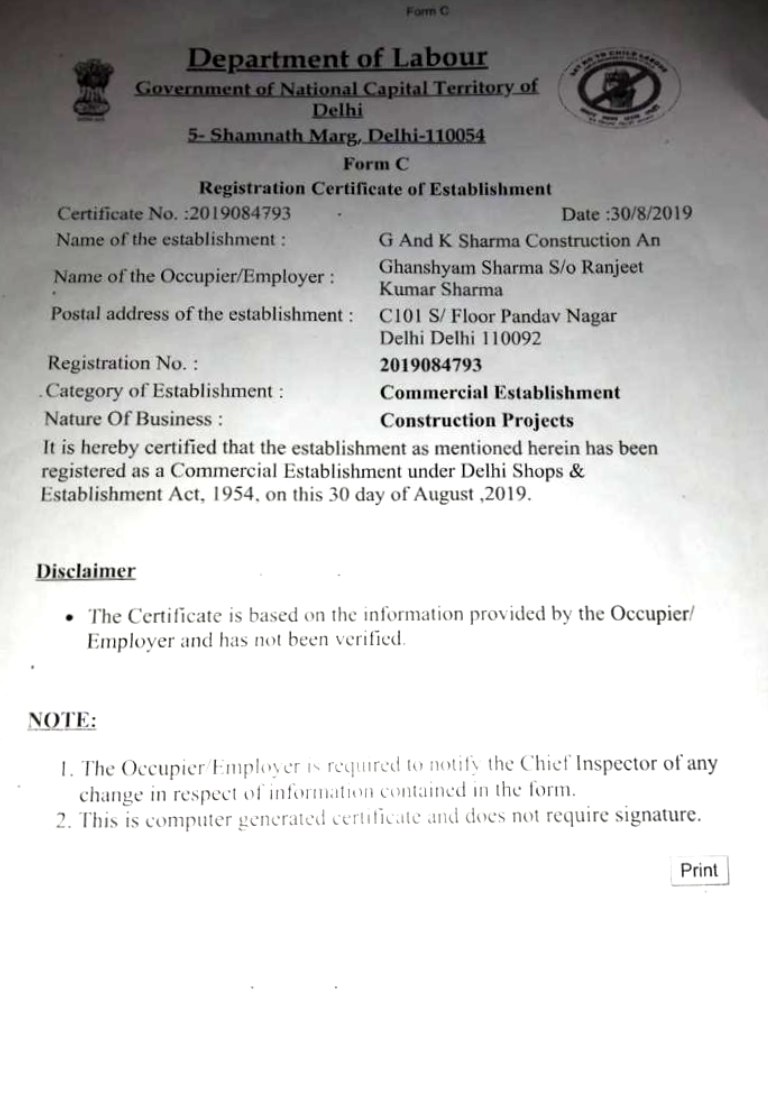 Form C
Department of Labour
Government of National Capital Territory of
Delhi
5- Shamnath Marg, Delhi-110054
Form C
Registration Certificate of Establishment
Certificate No. :2019084793 Date :30/8/2019
Name of the establishment : G And K Sharma Construction An
Name of the Occupier/Employer : Ghanshyam Sharma S/o Ranjeet
Kumar Sharma
Postal address of the establishment : C101 S/ Floor Pandav Nagar
Delhi Delhi 110092
Registration No. : 2019084793
Category of Establishment : Commercial Establishment
Nature Of Business : Construction Projects
It is hereby certified that the establishment as mentioned herein has been
registered as a Commercial Establishment under Delhi Shops &
Establishment Act, 1954, on this 30 day of August ,2019.
Disclaimer
• The Certificate is based on the information provided by the Occupier/
Employer and has not been verified.
NOTE:
1. The Occupier/Employer is required to notify the Chief Inspector of any
change in respect of information contained in the form.
2. This is computer generated certificate and does not require signature.
Print